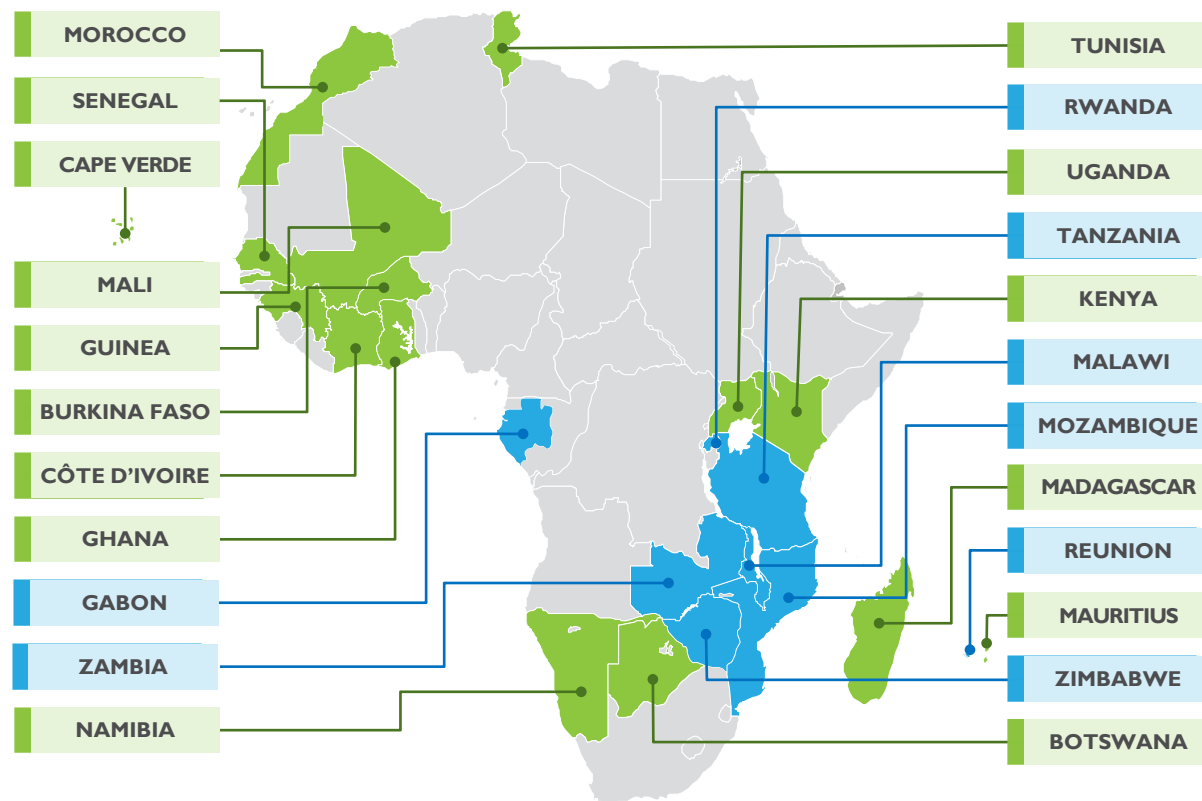 MOROCCO
SENEGAL
CAPE VERDE
MALI
GUINEA
BURKINA FASO
CÔTE D’IVOIRE
GHANA
GABON
ZAMBIA
NAMIBIA
TUNISIA
RWANDA
UGANDA
TANZANIA
KENYA
MALAWI
MOZAMBIQUE
MADAGASCAR
REUNION
MAURITIUS
ZIMBABWE
BOTSWANA